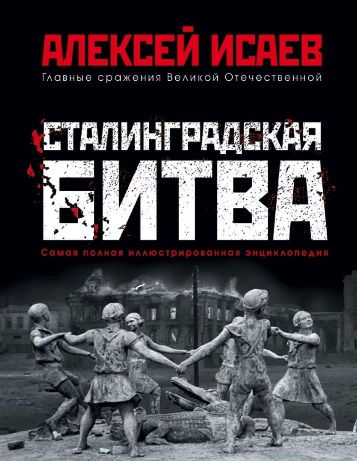 АЛЕКСЕЙ ИСАЕВ
Главные сражения Великой Отечественной
СТАЛИНГРАДСКАЯ
БИТВА
Самая полная иллюстрированная энциклопедия